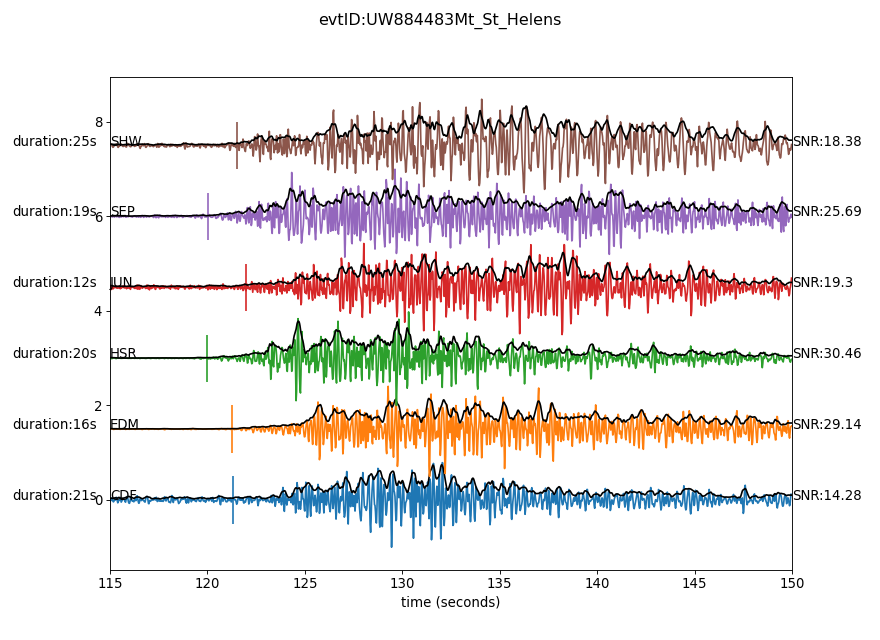 evtID:UW884483Mt_St_Helens
8
duration:25s SHW SNR:18.38
duration:19s SEP SNR:25.69
6
duration:12s JUN SNR:19.3
4
duration:20s HSR SNR:30.46
2
duration:16s EDM SNR:29.14
duration:21s CDF SNR:14.28
0
115 120 125 130 135 140 145 150
time (seconds)